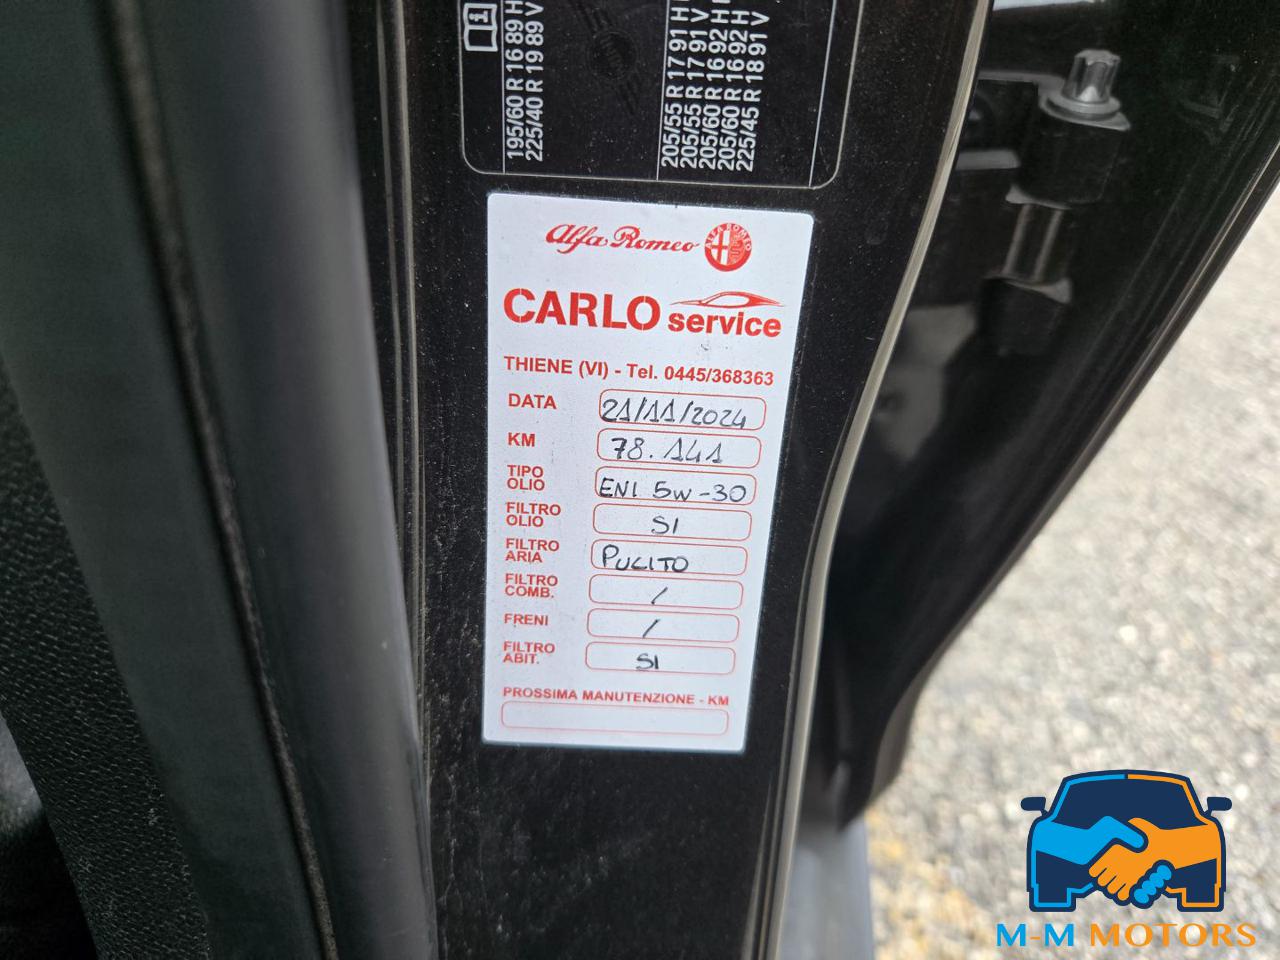 195/60 R 16 89 H
225/40 R 19 89 V
205/55 R 17 91 H
205/55 R 17 91 V
205/60 R 16 92 H
205/60 R 16 92 H
225/45 R 18 91 V
Alfa Romeo
ALFA ROMEO
CARLO service
THIENE (VI) - Tel. 0445/368363
DATA 21/11/2024
KM 78.141
TIPO OLIO ENI 5W-30
FILTRO OLIO SI
FILTRO ARIA PULITO
FILTRO COMB. /
FRENI /
FILTRO ABIT. SI
PROSSIMA MANUTENZIONE - KM
M-M MOTORS